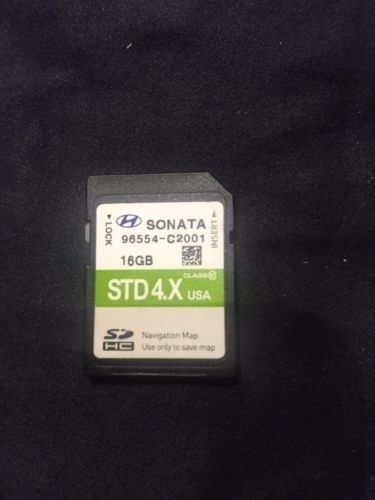 SONATA
96554-C2001
16GB
CLASS 10
STD 4.X USA
SD HC
Navigation Map
Use only to save map
LOCK
INSERT